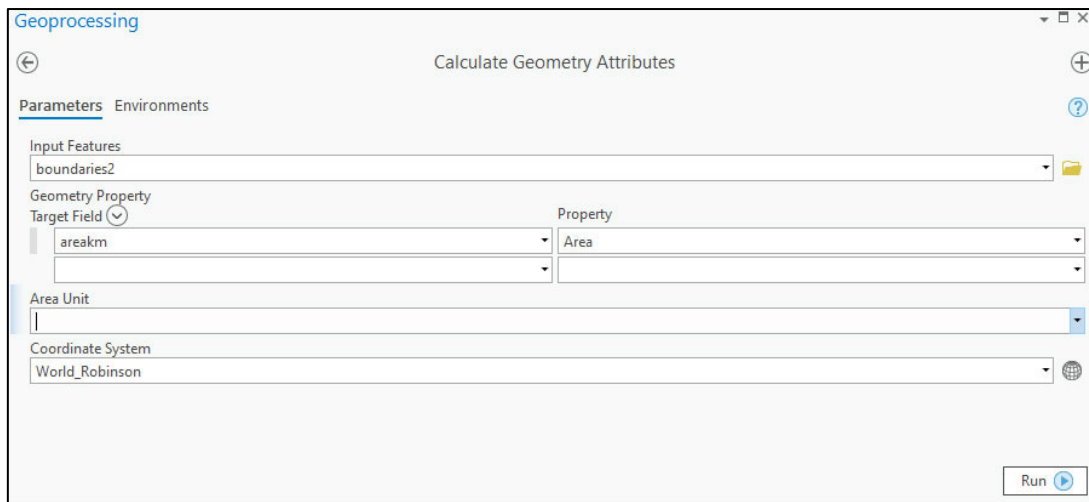 Geoprocessing
Calculate Geometry Attributes
Parameters Environments
Input Features
boundaries2
Geometry Property
Target Field Property
areakm Area
Area Unit
Coordinate System
World_Robinson
Run